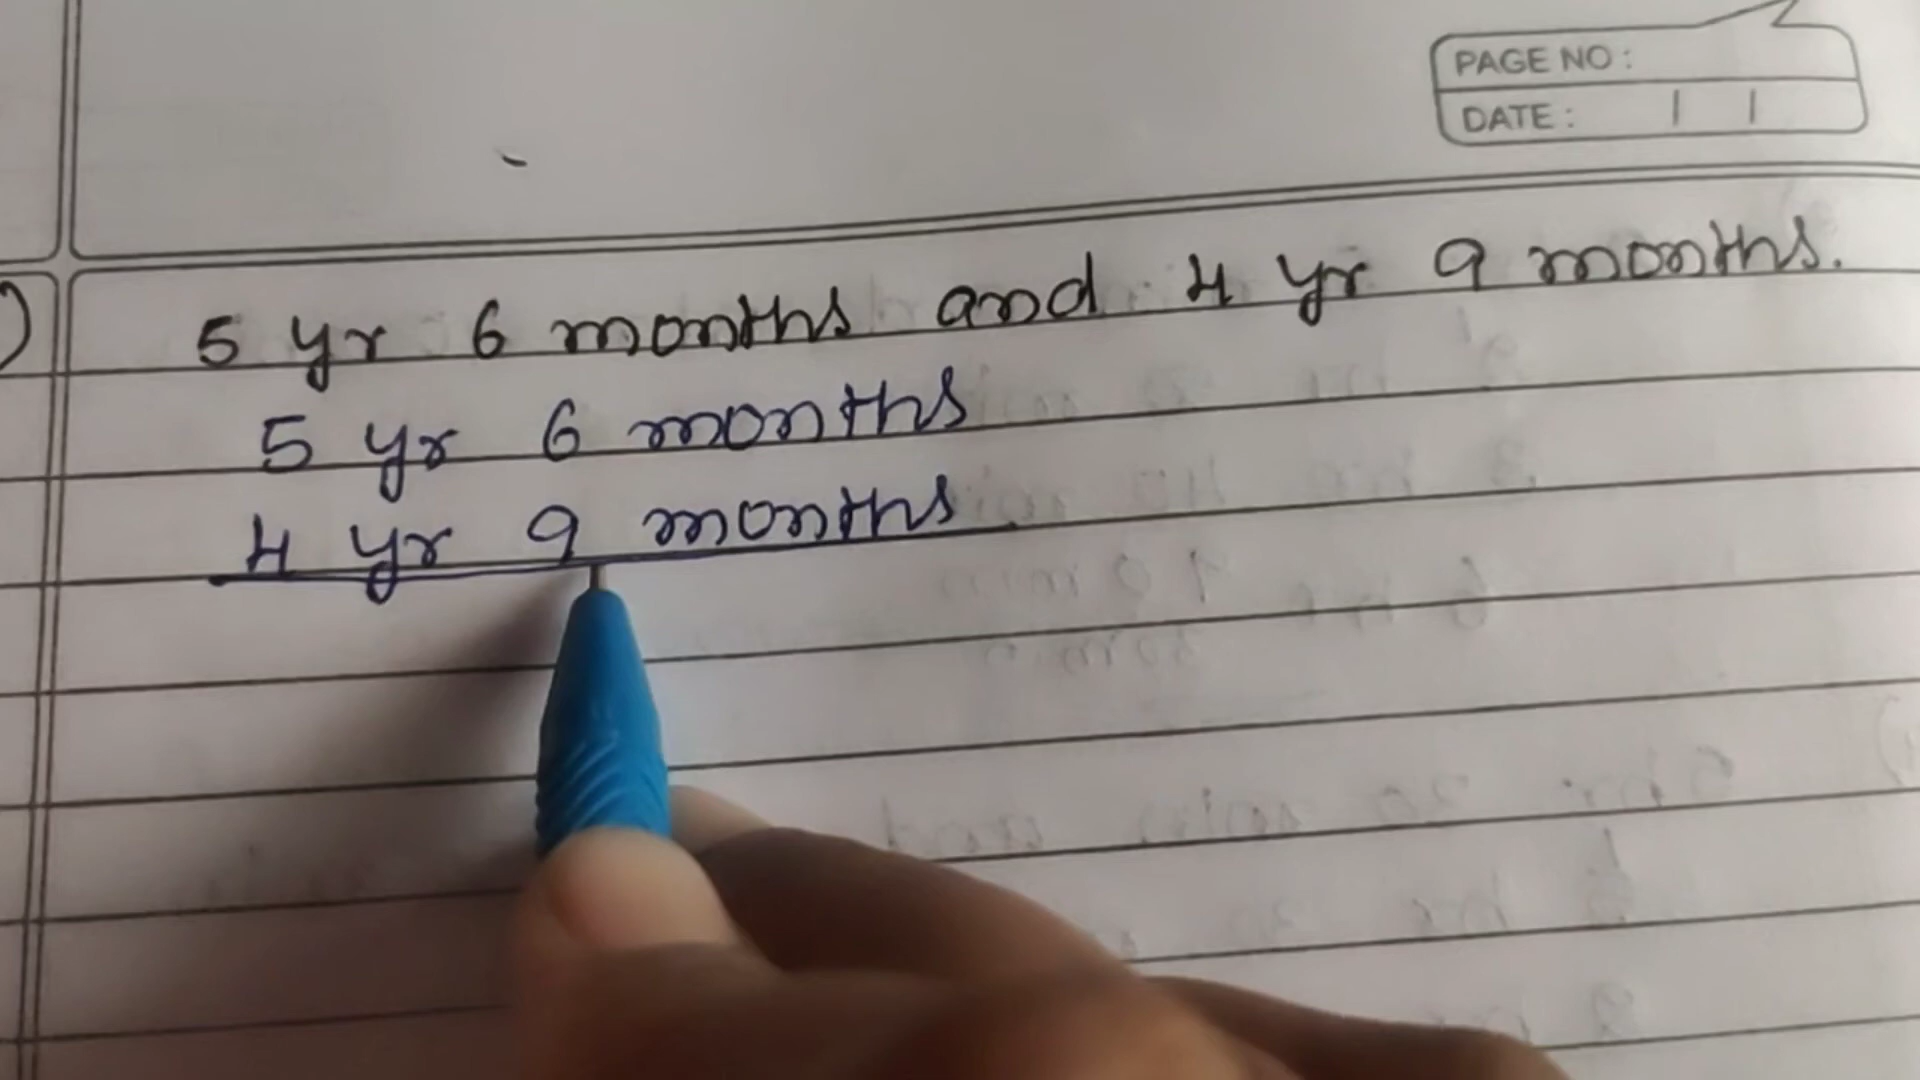 PAGE NO :
DATE :
5 yr 6 months and 4 yr 9 months.
5 yr 6 months
4 yr 9 months